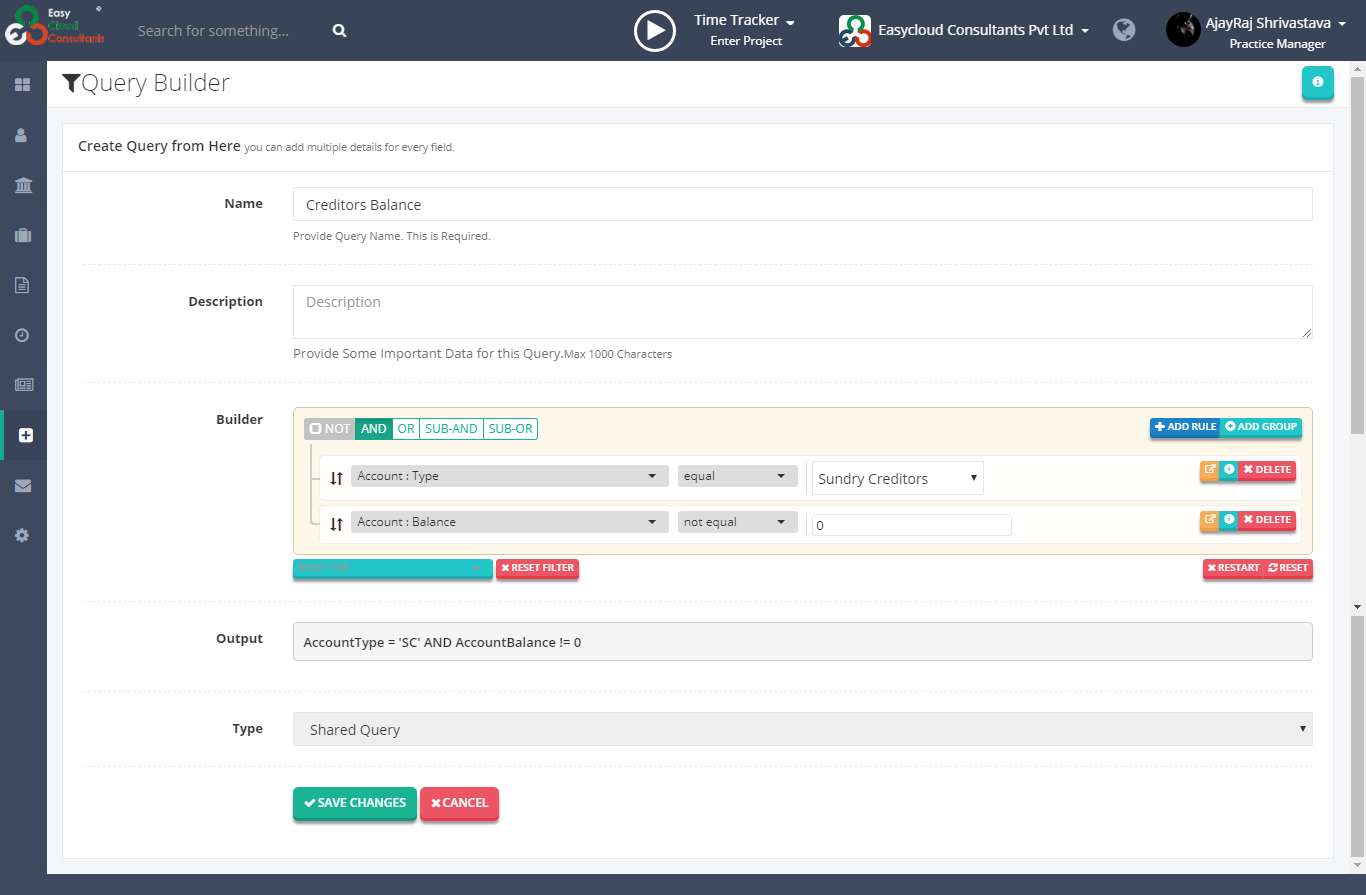 Easy
Cloud
Consultants
Search for something...
Time Tracker
Enter Project
Easycloud Consultants Pvt Ltd
AjayRaj Shrivastava
Practice Manager
Query Builder
Create Query from Here you can add multiple details for every field.
Name
Creditors Balance
Provide Query Name. This is Required.
Description
Description
Provide Some Important Data for this Query.Max 1000 Characters
Builder
NOT AND OR SUB-AND SUB-OR
ADD RULE ADD GROUP
Account : Type equal Sundry Creditors DELETE
Account : Balance not equal 0 DELETE
RESET FILTER RESTART RESET
Output
AccountType = 'SC' AND AccountBalance != 0
Type
Shared Query
SAVE CHANGES CANCEL